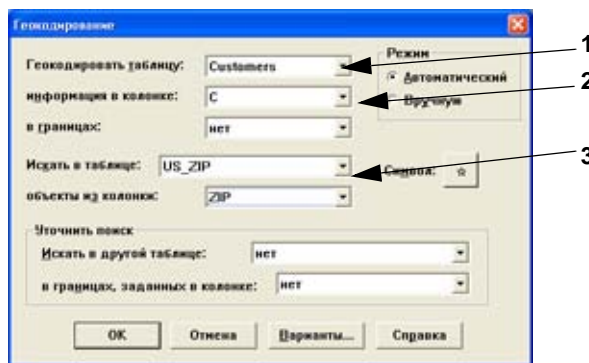 Геокодирование
Геокодировать таблицу: Customers
информация в колонке: C
в границах: нет
Искать в таблице: US_ZIP
объекты из колонки: ZIP
Режим
Автоматический
Вручную
Символ:
1
2
3
Уточнить поиск
Искать в другой таблице: нет
в границах, заданных в колонке: нет
OK Отмена Варианты... Справка